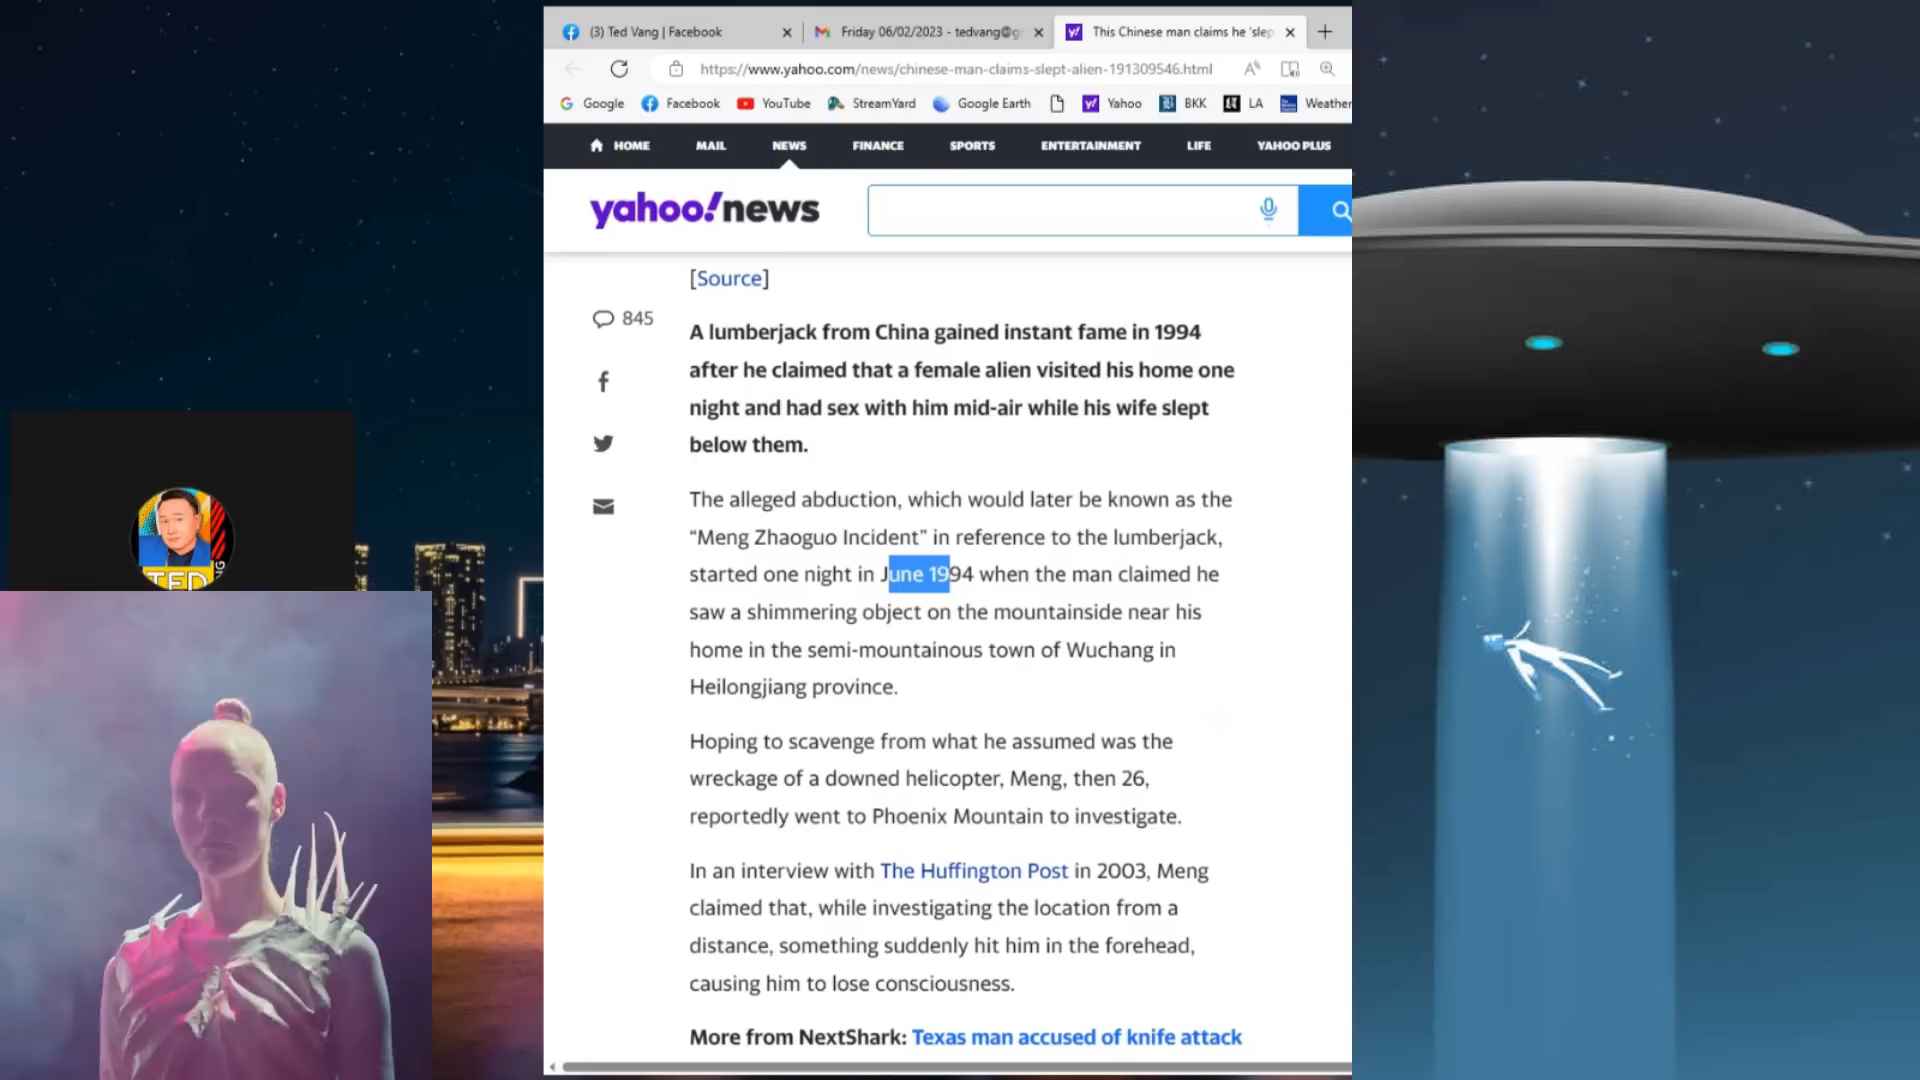 (3) Ted Vang | Facebook
Friday 06/02/2023 - tedvang@g
This Chinese man claims he 'slep
https://www.yahoo.com/news/chinese-man-claims-slept-alien-191309546.html
Google Facebook YouTube StreamYard Google Earth Yahoo BKK LA Weather
HOME MAIL NEWS FINANCE SPORTS ENTERTAINMENT LIFE YAHOO PLUS
yahoo!news
[Source]
845
A lumberjack from China gained instant fame in 1994
after he claimed that a female alien visited his home one
night and had sex with him mid-air while his wife slept
below them.
The alleged abduction, which would later be known as the
“Meng Zhaoguo Incident” in reference to the lumberjack,
started one night in June 1994 when the man claimed he
saw a shimmering object on the mountainside near his
home in the semi-mountainous town of Wuchang in
Heilongjiang province.
Hoping to scavenge from what he assumed was the
wreckage of a downed helicopter, Meng, then 26,
reportedly went to Phoenix Mountain to investigate.
In an interview with The Huffington Post in 2003, Meng
claimed that, while investigating the location from a
distance, something suddenly hit him in the forehead,
causing him to lose consciousness.
More from NextShark: Texas man accused of knife attack
TED